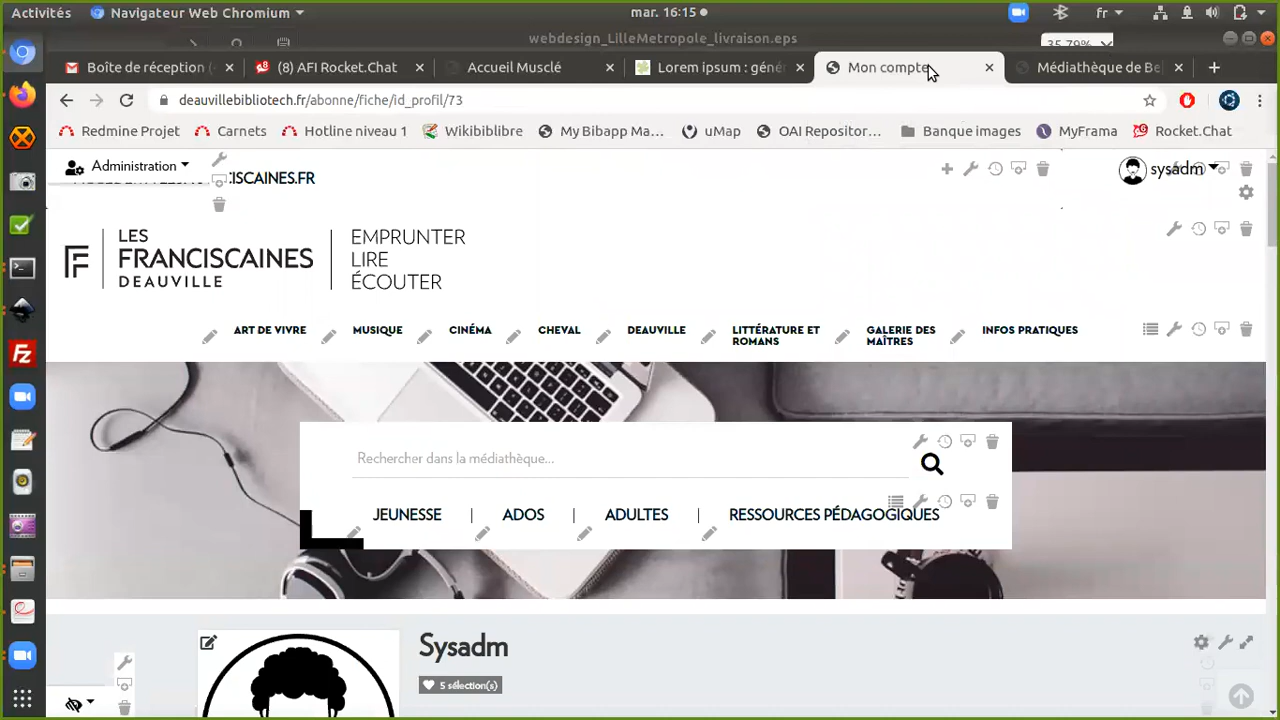 Activités Navigateur Web Chromium mar. 16:15 fr
webdesign_LilleMetropole_livraison.eps 35,79%
Boîte de réception ( (8) AFI Rocket.Chat Accueil Musclé Lorem ipsum : géné Mon compte Médiathèque de Be
deauvillebibliotech.fr/abonne/fiche/id_profil/73
Redmine Projet Carnets Hotline niveau 1 Wikibiblibre My Bibapp Ma... uMap OAI Repositor... Banque images MyFrama Rocket.Chat
Administration sysadm
CISCAINES.FR
LES
FRANCISCAINES
DEAUVILLE
EMPRUNTER
LIRE
ÉCOUTER
ART DE VIVRE MUSIQUE CINÉMA CHEVAL DEAUVILLE LITTÉRATURE ET ROMANS GALERIE DES MAÎTRES INFOS PRATIQUES
Rechercher dans la médiathèque...
JEUNESSE | ADOS | ADULTES | RESSOURCES PÉDAGOGIQUES
Sysadm
5 sélection(s)